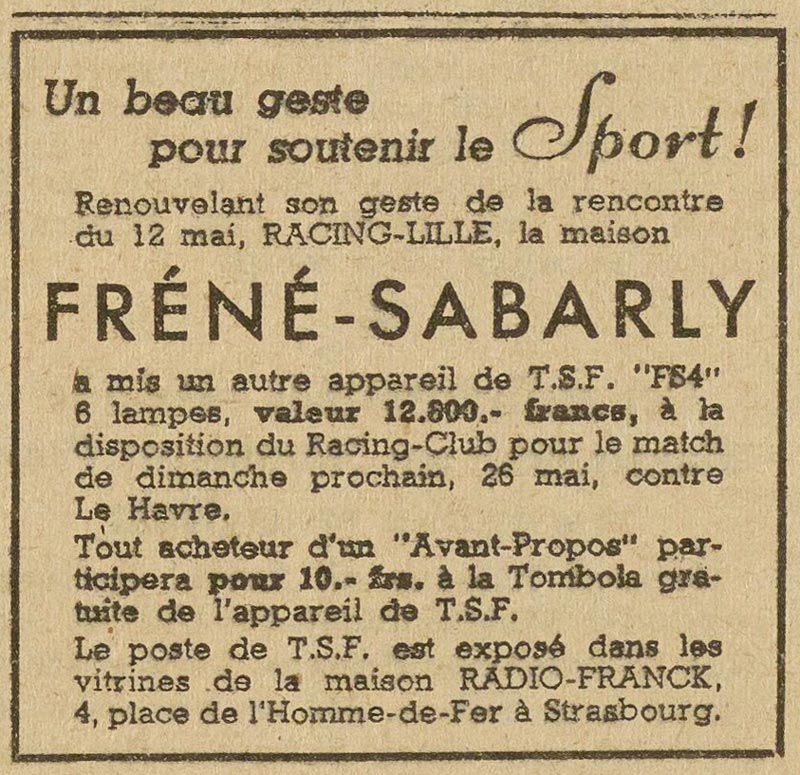 Un beau geste
pour soutenir le Sport!
Renouvelant son geste de la rencontre
du 12 mai, RACING-LILLE, la maison
FRÉNÉ-SABARLY
a mis un autre appareil de T.S.F. "FS4"
6 lampes, valeur 12.800.- francs, à la
disposition du Racing-Club pour le match
de dimanche prochain, 26 mai, contre
Le Havre.
Tout acheteur d'un "Avant-Propos" par-
ticipera pour 10.- frs. à la Tombola gra-
tuite de l'appareil de T.S.F.
Le poste de T.S.F. est exposé dans les
vitrines de la maison RADIO-FRANCK,
4, place de l'Homme-de-Fer à Strasbourg.